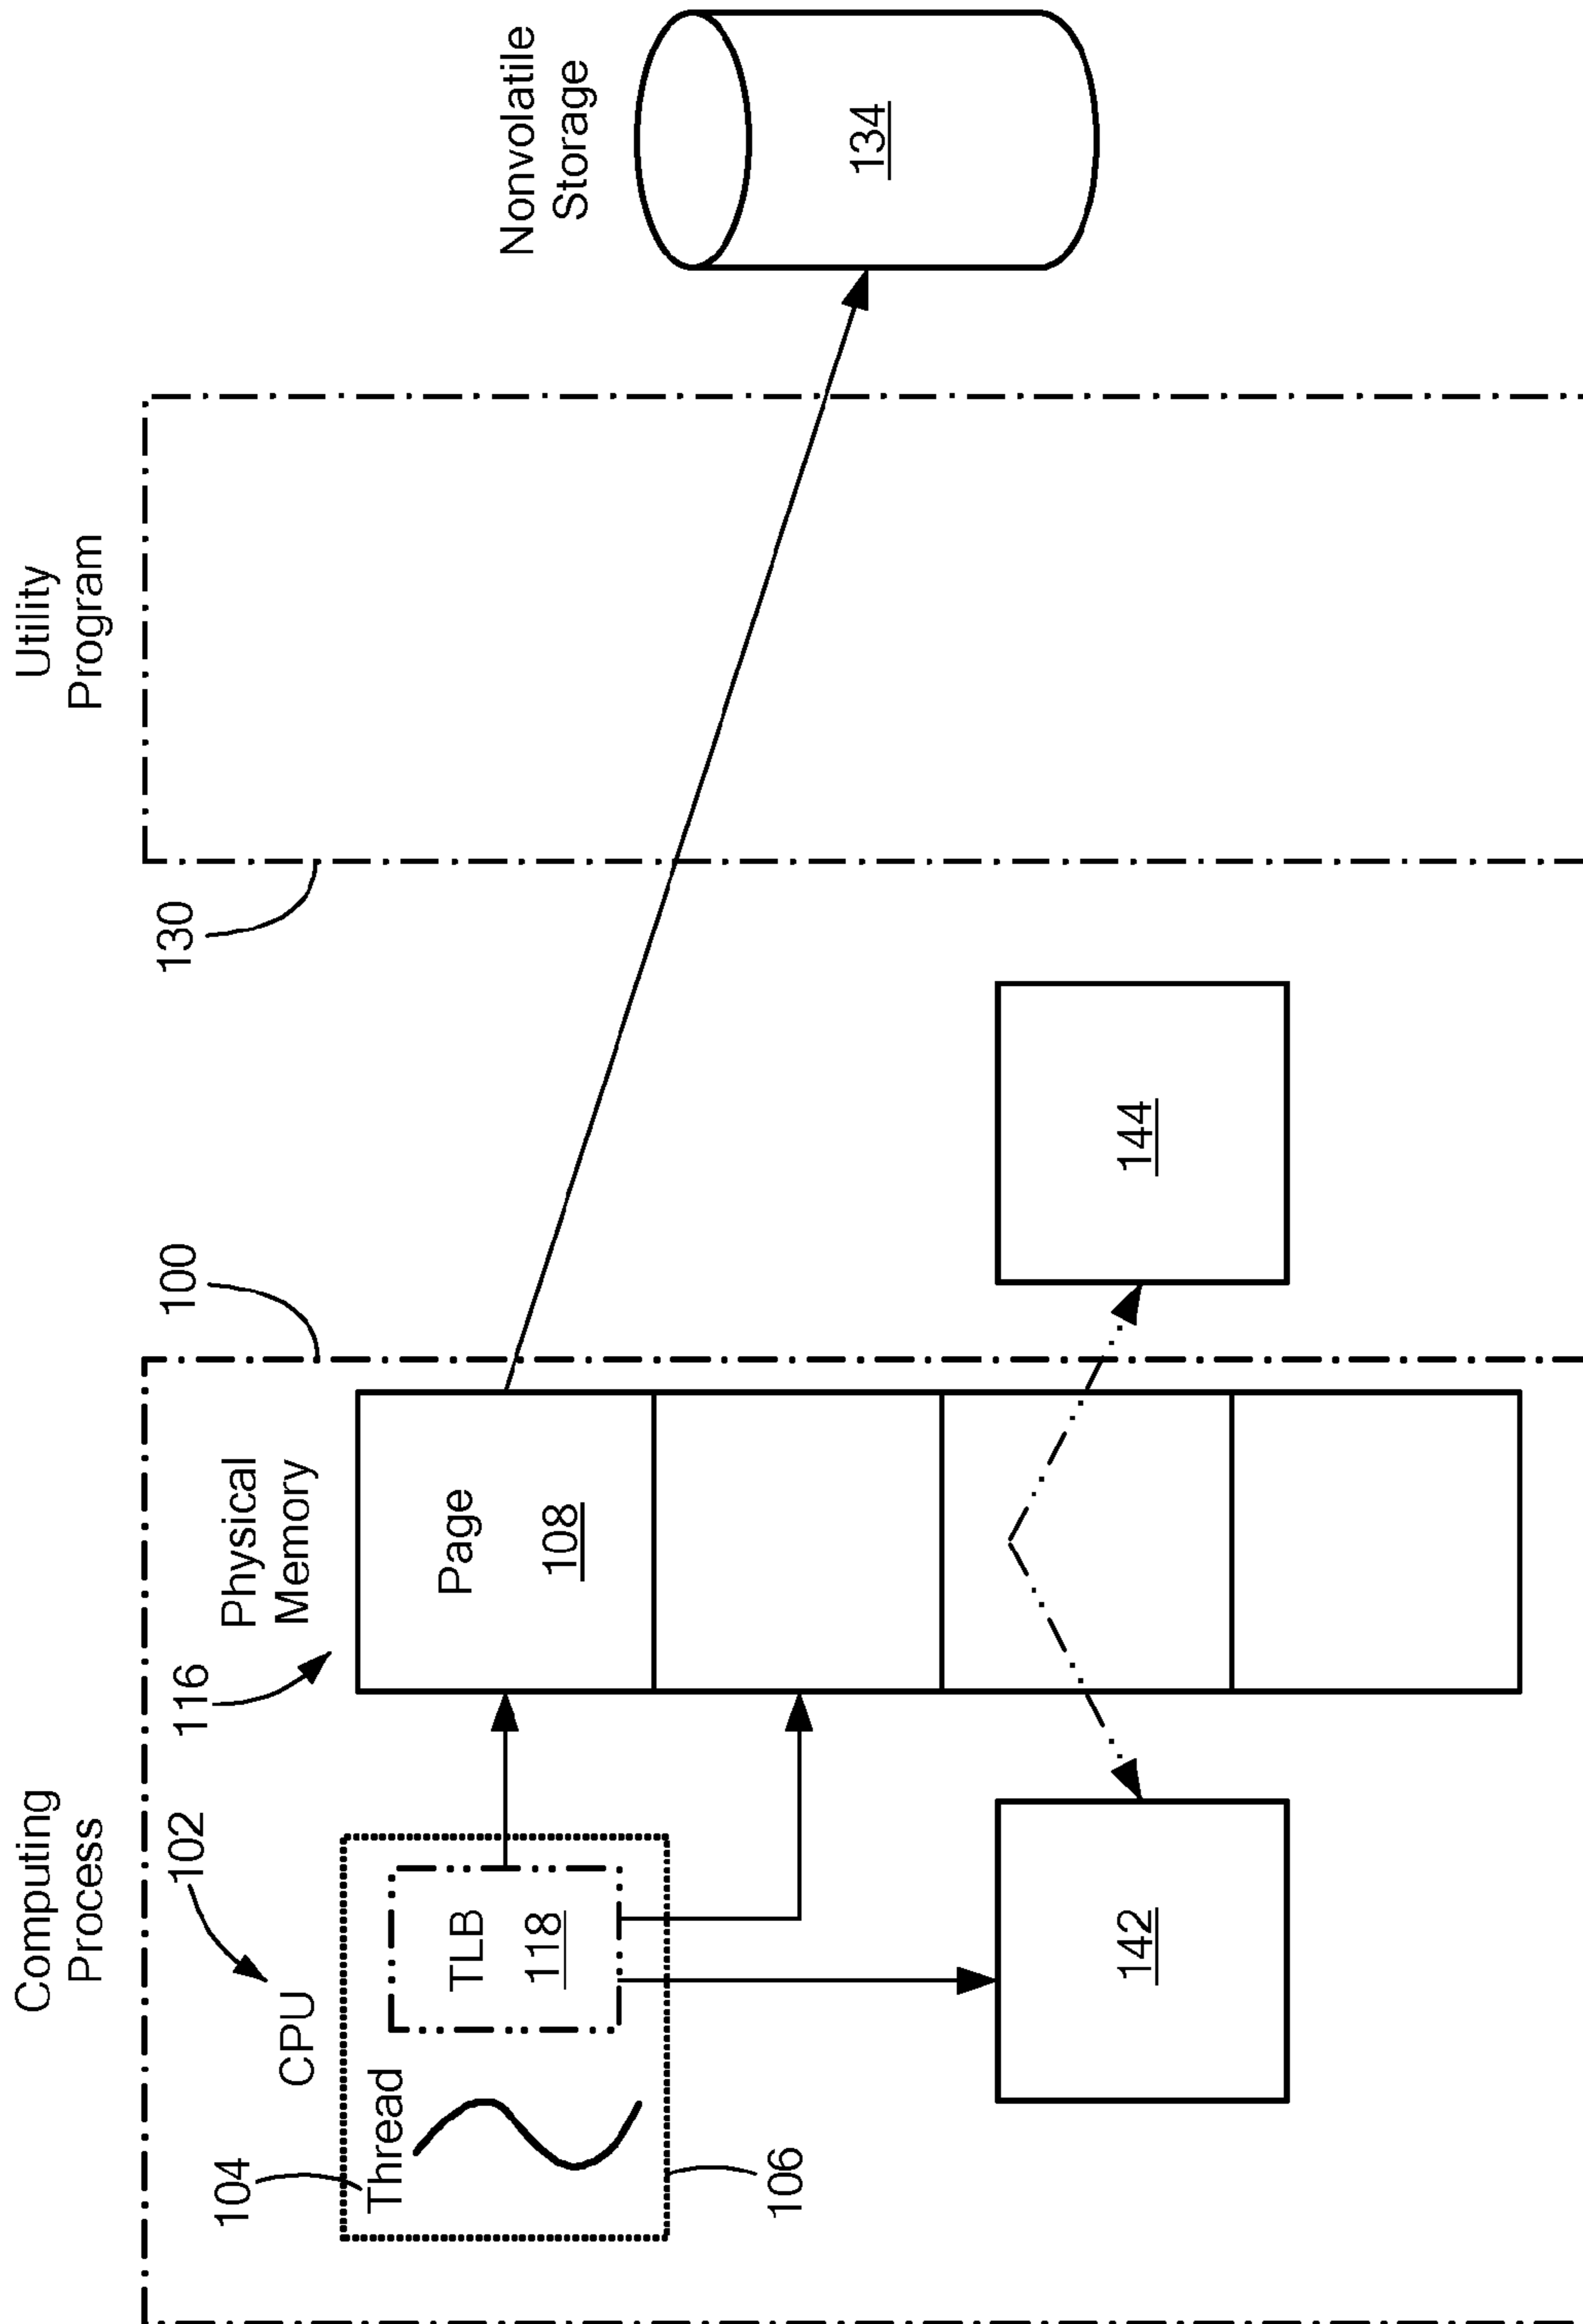 Computing
Process
Utility
Program
102
116
100
130
CPU
Physical
Memory
104
Thread
TLB
118
Page
108
Nonvolatile
Storage
106
134
142
144